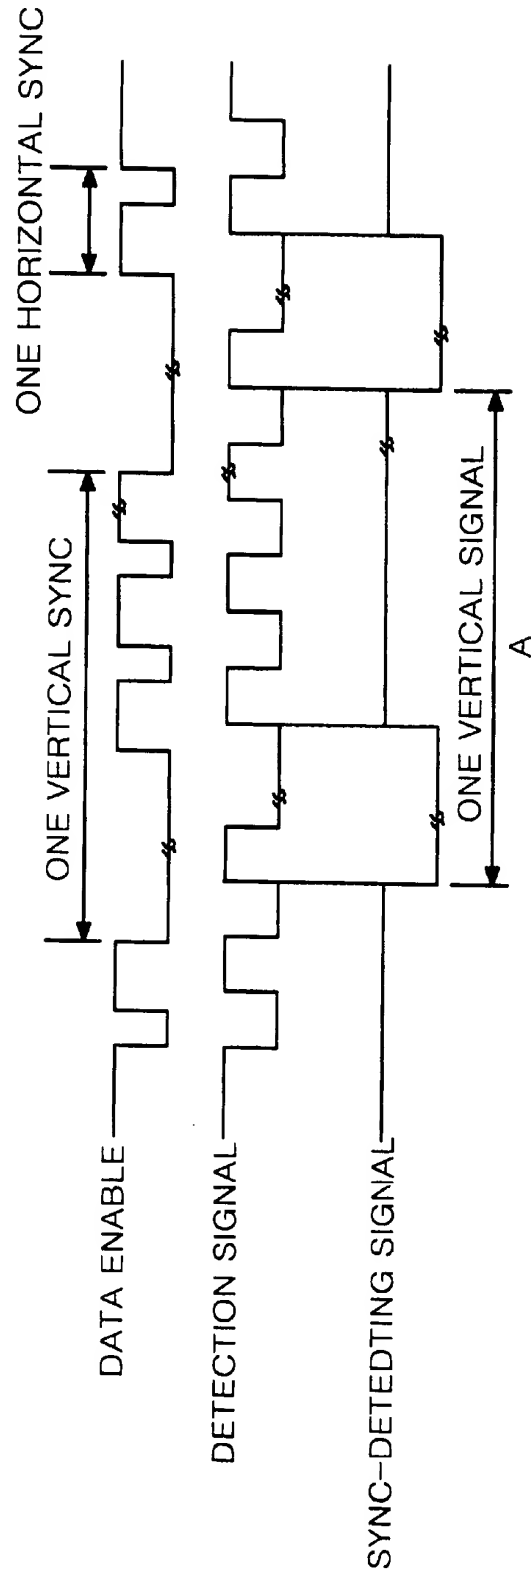 ONE HORIZONTAL SYNC
ONE VERTICAL SYNC
DATA ENABLE
DETECTION SIGNAL
SYNC-DETEDTING SIGNAL
ONE VERTICAL SIGNAL
A